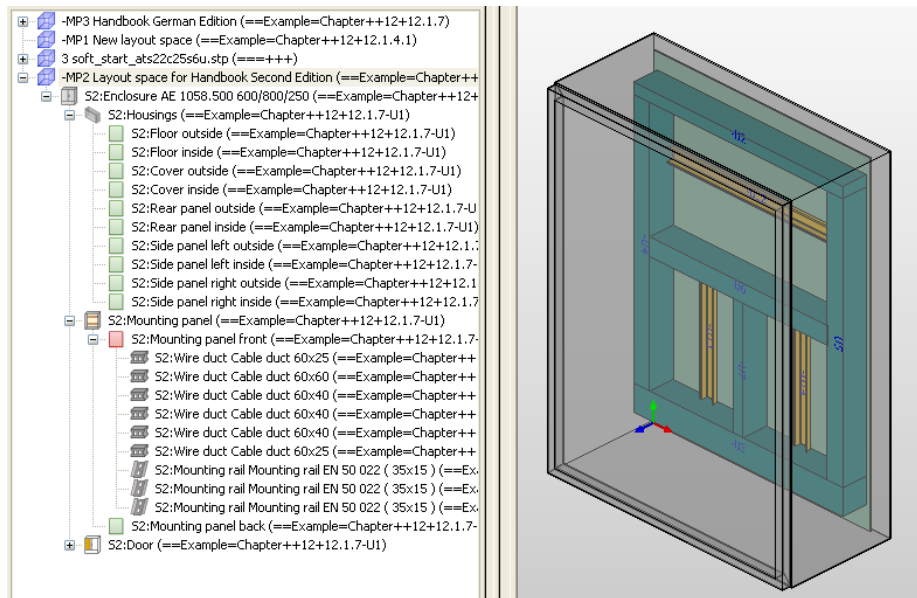 -MP3 Handbook German Edition (==Example=Chapter++12+12.1.7)
-MP1 New layout space (==Example=Chapter++12+12.1.4.1)
3 soft_start_ats22c25s6u.stp (===+++)
-MP2 Layout space for Handbook Second Edition (==Example=Chapter++
S2:Enclosure AE 1058.500 600/800/250 (==Example=Chapter++12+
S2:Housings (==Example=Chapter++12+12.1.7-U1)
S2:Floor outside (==Example=Chapter++12+12.1.7-U1)
S2:Floor inside (==Example=Chapter++12+12.1.7-U1)
S2:Cover outside (==Example=Chapter++12+12.1.7-U1)
S2:Cover inside (==Example=Chapter++12+12.1.7-U1)
S2:Rear panel outside (==Example=Chapter++12+12.1.7-U
S2:Rear panel inside (==Example=Chapter++12+12.1.7-U1)
S2:Side panel left outside (==Example=Chapter++12+12.1.
S2:Side panel left inside (==Example=Chapter++12+12.1.7-
S2:Side panel right outside (==Example=Chapter++12+12.1
S2:Side panel right inside (==Example=Chapter++12+12.1.7
S2:Mounting panel (==Example=Chapter++12+12.1.7-U1)
S2:Mounting panel front (==Example=Chapter++12+12.1.7-
S2:Wire duct Cable duct 60x25 (==Example=Chapter++
S2:Wire duct Cable duct 60x60 (==Example=Chapter++
S2:Wire duct Cable duct 60x40 (==Example=Chapter++
S2:Wire duct Cable duct 60x40 (==Example=Chapter++
S2:Wire duct Cable duct 60x40 (==Example=Chapter++
S2:Wire duct Cable duct 60x25 (==Example=Chapter++
S2:Mounting rail Mounting rail EN 50 022 ( 35x15 ) (==Ex
S2:Mounting rail Mounting rail EN 50 022 ( 35x15 ) (==Ex
S2:Mounting rail Mounting rail EN 50 022 ( 35x15 ) (==Ex
S2:Mounting panel back (==Example=Chapter++12+12.1.7-
S2:Door (==Example=Chapter++12+12.1.7-U1)
-U2
U5